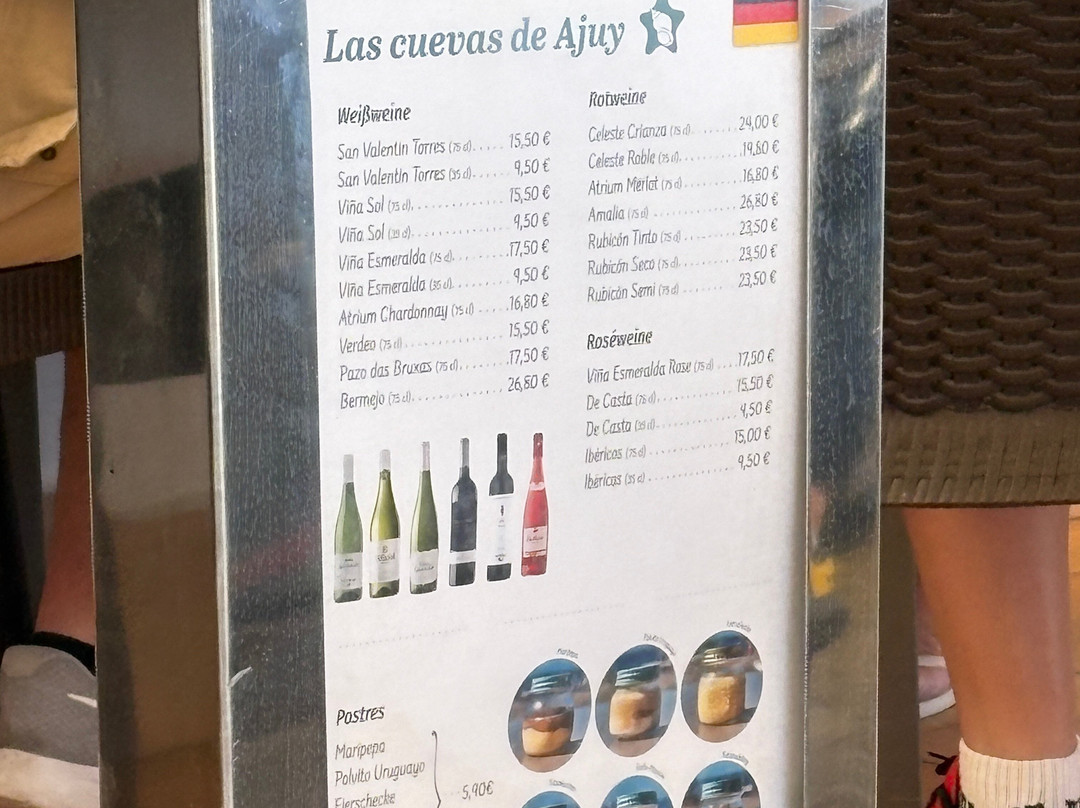 Las cuevas de Ajuy
Weißweine
San Valentin Torres (75 cl)..... 15,50 €
San Valentin Torres (35 cl)..... 9,50 €
Viña Sol (75 cl)............... 15,50 €
Viña Sol (35 cl)............... 9,50 €
Viña Esmeralda (75 cl)......... 17,50 €
Viña Esmeralda (35 cl)......... 9,50 €
Atrium Chardonnay (75 cl)..... 16,80 €
Verdeo (75 cl)................. 15,50 €
Pazo das Bruxas (75 cl)........ 17,50 €
Bermejo (75 cl)................ 26,80 €
Rotweine
Celeste Crianza (75 cl)....... 24,00 €
Celeste Roble (75 cl)......... 19,80 €
Atrium Merlot (75 cl)......... 16,80 €
Amalia (75 cl)................ 26,80 €
Rubicón Tinto (75 cl)......... 23,50 €
Rubicón Seco (75 cl).......... 23,50 €
Rubicón Semi (75 cl)........ 23,50 €
Roséweine
Viña Esmeralda Rose (75 cl).... 17,50 €
De Casta (75 cl)............... 15,50 €
De Casta (35 cl)............... 9,50 €
Ibéricos (75 cl)............... 15,00 €
Ibéricos (35 cl)............... 9,50 €
Postres
Maripepa
Polvito Uruguayo
Eierschecke
5,90€